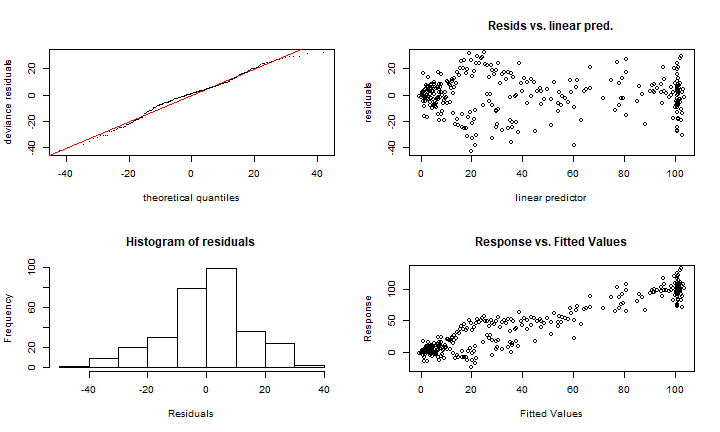 deviance residuals
-40 -20 0 20
-40 -20 0 20 40
theoretical quantiles
Resids vs. linear pred.
residuals
-40 -20 0 20
0 20 40 60 80 100
linear predictor
Histogram of residuals
Frequency
0 20 60 100
-40 -20 0 20 40
Residuals
Response vs. Fitted Values
Response
0 50 100
0 20 40 60 80 100
Fitted Values